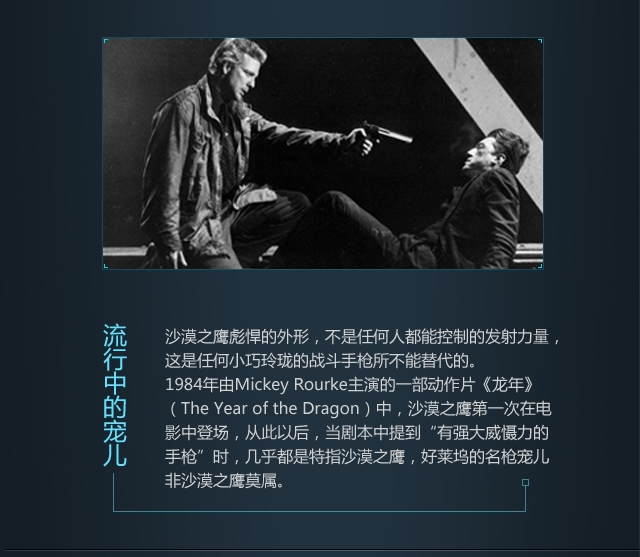 流行中的宠儿
沙漠之鹰彪悍的外形，不是任何人都能控制的发射力量，
这是任何小巧玲珑的战斗手枪所不能替代的。
1984年由Mickey Rourke主演的一部动作片《龙年》
（The Year of the Dragon）中，沙漠之鹰第一次在电
影中登场，从此以后，当剧本中提到“有强大威慑力的
手枪”时，几乎都是特指沙漠之鹰，好莱坞的名枪宠儿
非沙漠之鹰莫属。